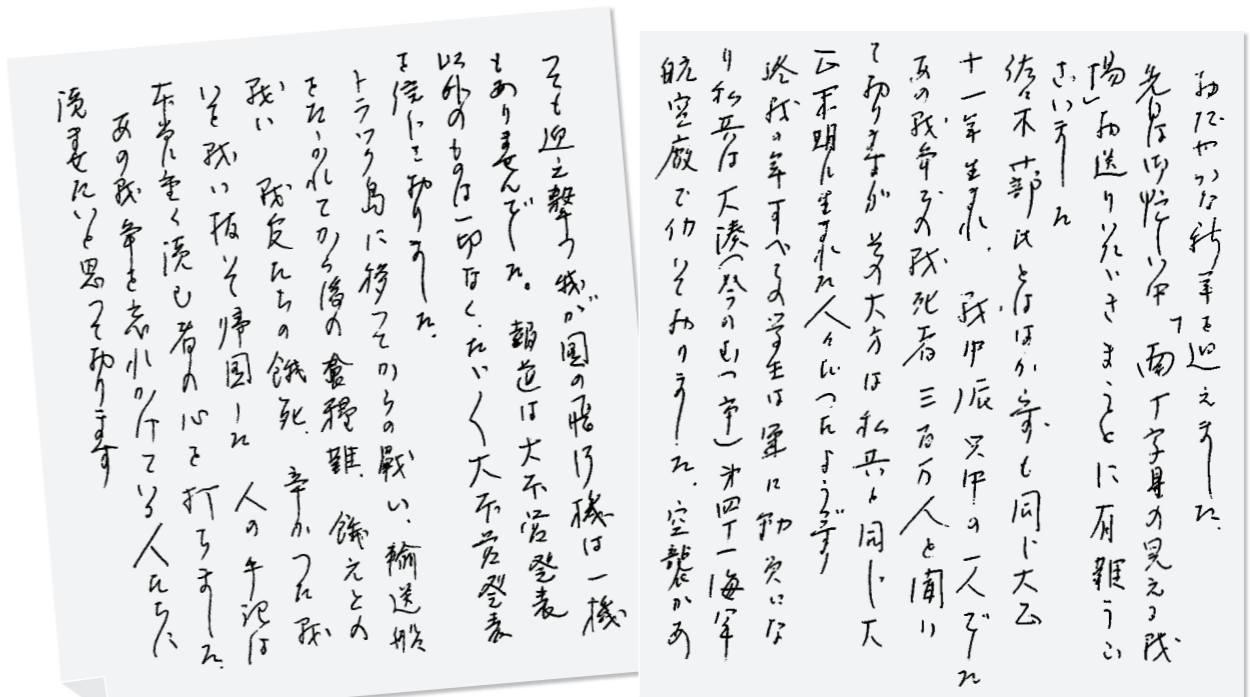 おだやかな新年を迎えました。
先日は御忙しい中「南十字星の見える戦
場」お送りいたゞきまことに有難うご
ざいました
佐々木 部 氏とははからずも同じ大正
十一年生まれ、戦中派 只中の一人でした
あの戦争での戦死者 三百万人と聞い
て おりますが その大方は 私共と同じ大
正末期に生まれた人々だったようです
終戦の年すべての学生は軍に動員にな
り私共は大湊(今のむつ市)第四十一海軍
航空廠で働いておりました。空襲があ
っても迎え撃つ我が国の飛行機は一機
もありませんでした。報道は大本営発表
以外のものは一切なく、たゞ〱大本営発表
を信じておりました。
トラック島に移ってからの戦い、輸送船
をたゝかれてから後の食糧難、餓えとの
戦い 戦友たちの餓死、辛かった戦
いを戦い抜いて帰国した 人の手記は
本当に重く読む者の心を打ちました。
あの戦争を忘れかけている人たちに
読ませたいと思っております